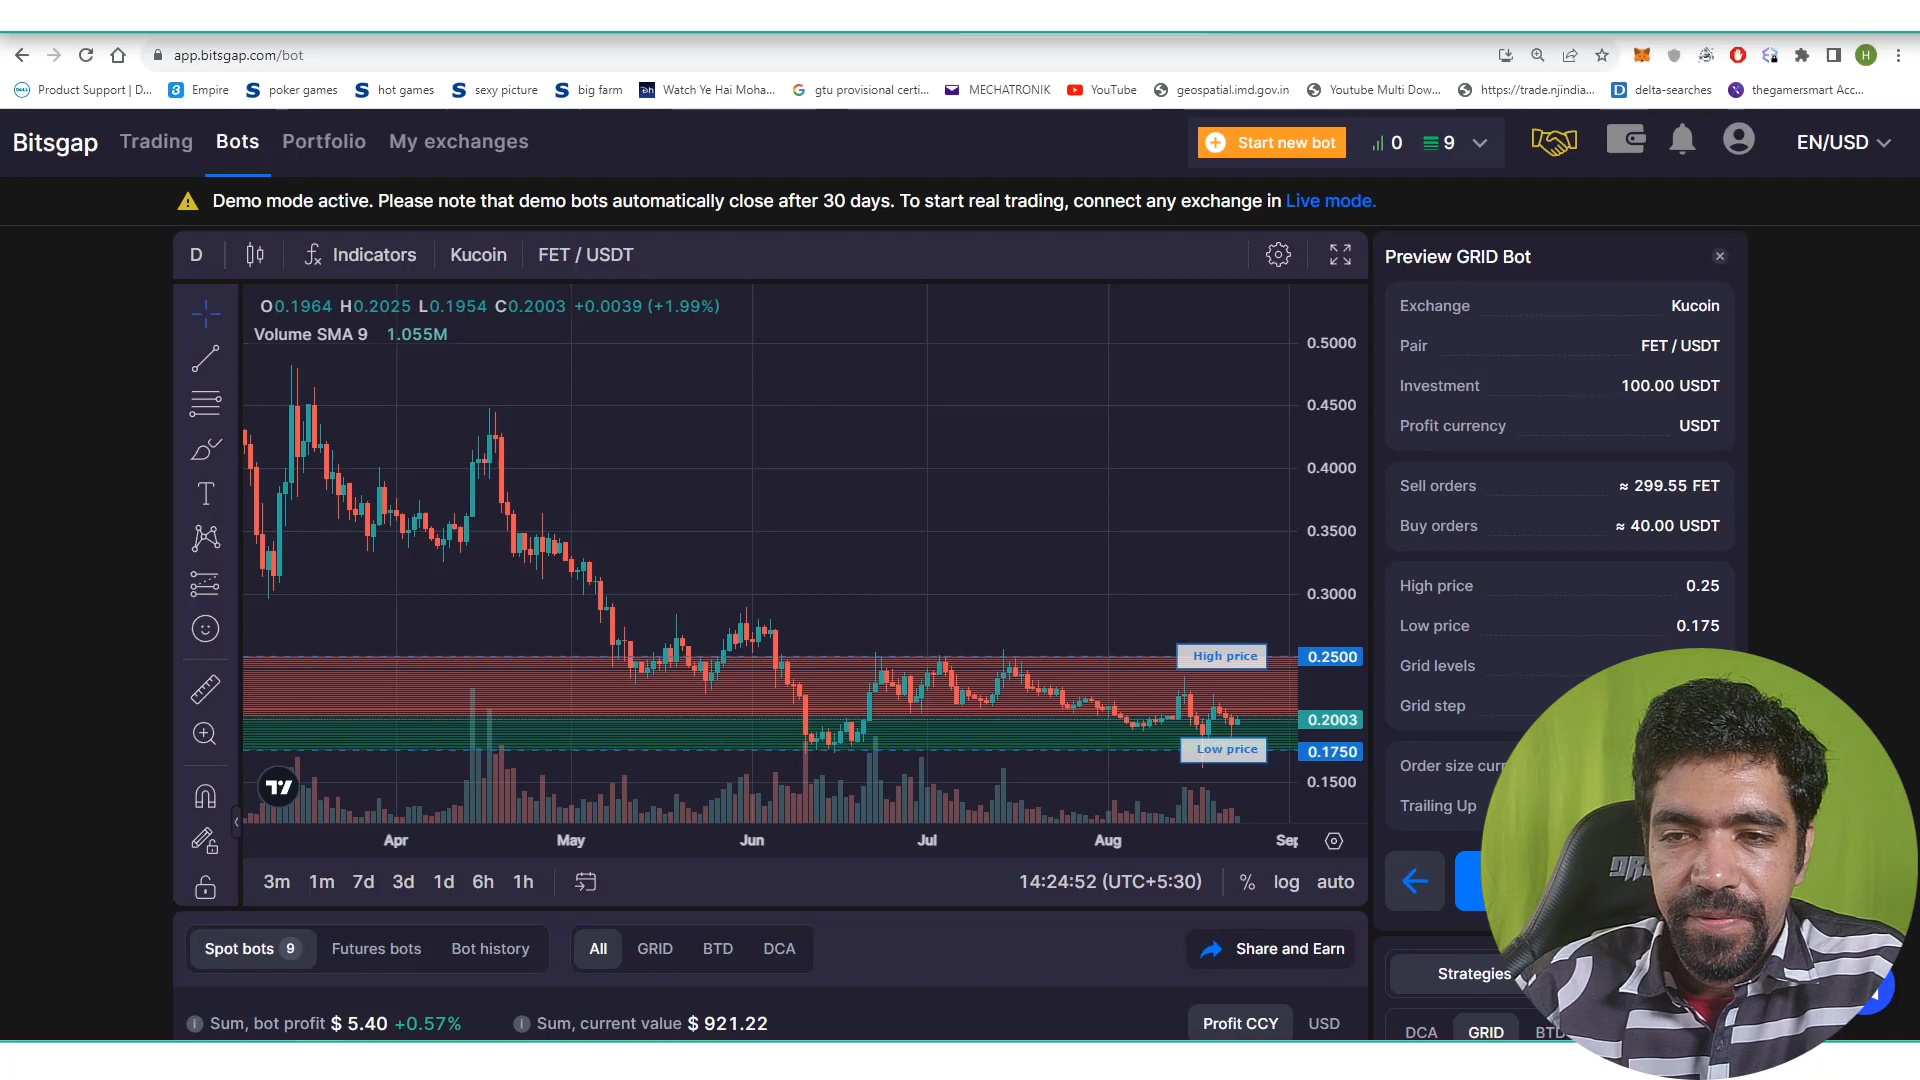 app.bitsgap.com/bot
H
Product Support | D...
Empire
poker games
hot games
sexy picture
big farm
Watch Ye Hai Moha...
gtu provisional certi...
MECHATRONIK
YouTube
geospatial.imd.gov.in
Youtube Multi Dow...
https://trade.njindia...
delta-searches
thegamersmart Acc...
Bitsgap
Trading
Bots
Portfolio
My exchanges
Start new bot
0
9
EN/USD
Demo mode active. Please note that demo bots automatically close after 30 days. To start real trading, connect any exchange in Live mode.
D
Indicators
Kucoin
FET / USDT
O0.1964 H0.2025 L0.1954 C0.2003 +0.0039 (+1.99%)
Volume SMA 9 1.055M
0.5000
0.4500
0.4000
0.3500
0.3000
High price
0.2500
0.2003
Low price
0.1750
0.1500
Apr
May
Jun
Jul
Aug
Sep
3m
1m
7d
3d
1d
6h
1h
14:24:52 (UTC+5:30)
%
log
auto
Preview GRID Bot
Exchange Kucoin
Pair FET / USDT
Investment 100.00 USDT
Profit currency USDT
Sell orders ≈ 299.55 FET
Buy orders ≈ 40.00 USDT
High price 0.25
Low price 0.175
Grid levels
Grid step
Order size curr
Trailing Up
Spot bots 9
Futures bots
Bot history
All
GRID
BTD
DCA
Share and Earn
Strategies
Sum, bot profit $ 5.40 +0.57%
Sum, current value $ 921.22
Profit CCY
USD
DCA
GRID
BTD